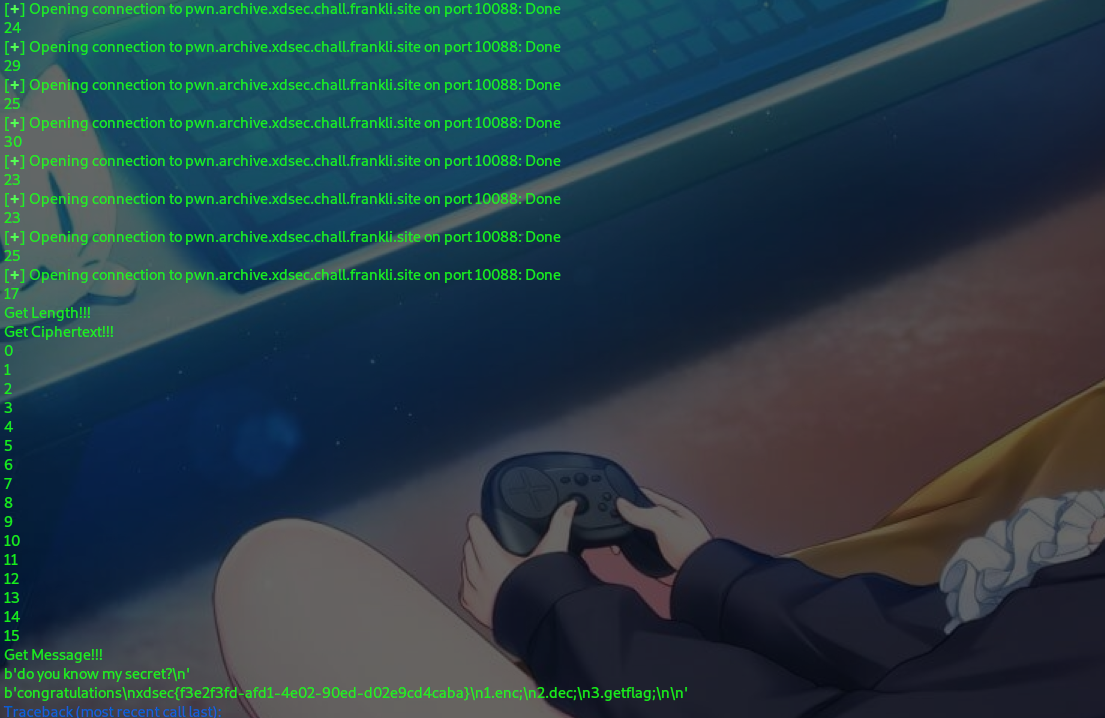 [+] Opening connection to pwn.archive.xdsec.chall.frankli.site on port 10088: Done
24
[+] Opening connection to pwn.archive.xdsec.chall.frankli.site on port 10088: Done
29
[+] Opening connection to pwn.archive.xdsec.chall.frankli.site on port 10088: Done
25
[+] Opening connection to pwn.archive.xdsec.chall.frankli.site on port 10088: Done
30
[+] Opening connection to pwn.archive.xdsec.chall.frankli.site on port 10088: Done
23
[+] Opening connection to pwn.archive.xdsec.chall.frankli.site on port 10088: Done
23
[+] Opening connection to pwn.archive.xdsec.chall.frankli.site on port 10088: Done
25
[+] Opening connection to pwn.archive.xdsec.chall.frankli.site on port 10088: Done
17
Get Length!!!
Get Ciphertext!!!
0
1
2
3
4
5
6
7
8
9
10
11
12
13
14
15
Get Message!!!
b'do you know my secret?\n'
b'congratulations\nxdsec{f3e2f3fd-afd1-4e02-90ed-d02e9cd4caba}\n1.enc;\n2.dec;\n3.getflag;\n\n'
Traceback (most recent call last):